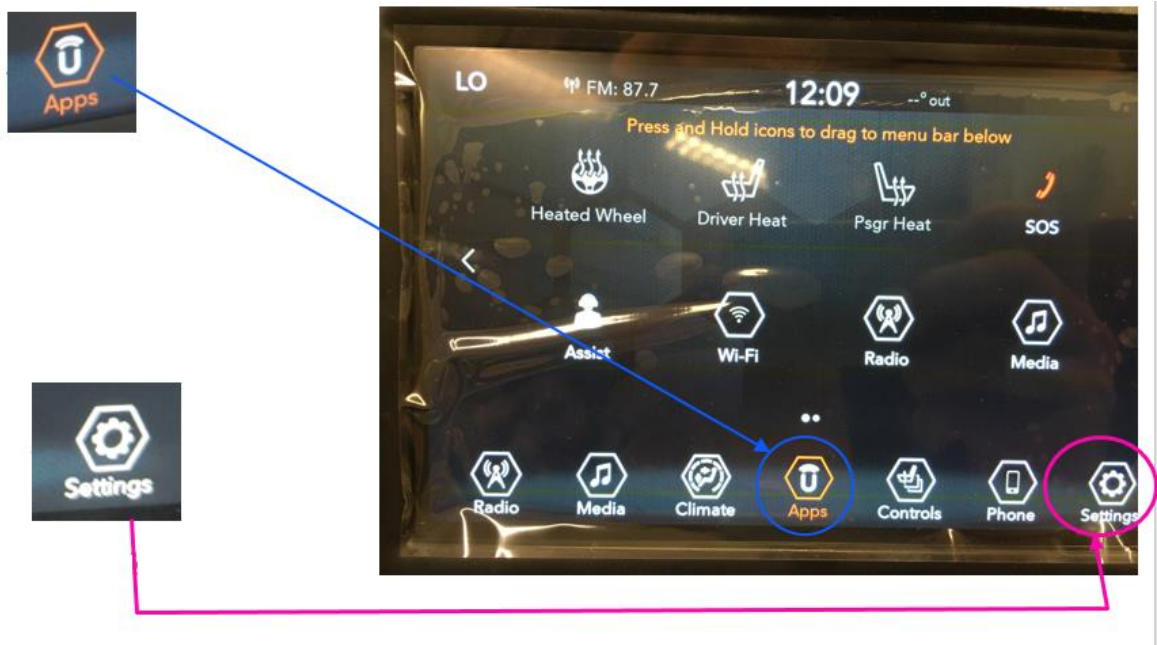 Apps
LO
FM: 87.7
12:09
--° out
Press and Hold icons to drag to menu bar below
Heated Wheel
Driver Heat
Psgr Heat
SOS
Assist
Wi-Fi
Radio
Media
Settings
Radio
Media
Climate
Apps
Controls
Phone
Settings